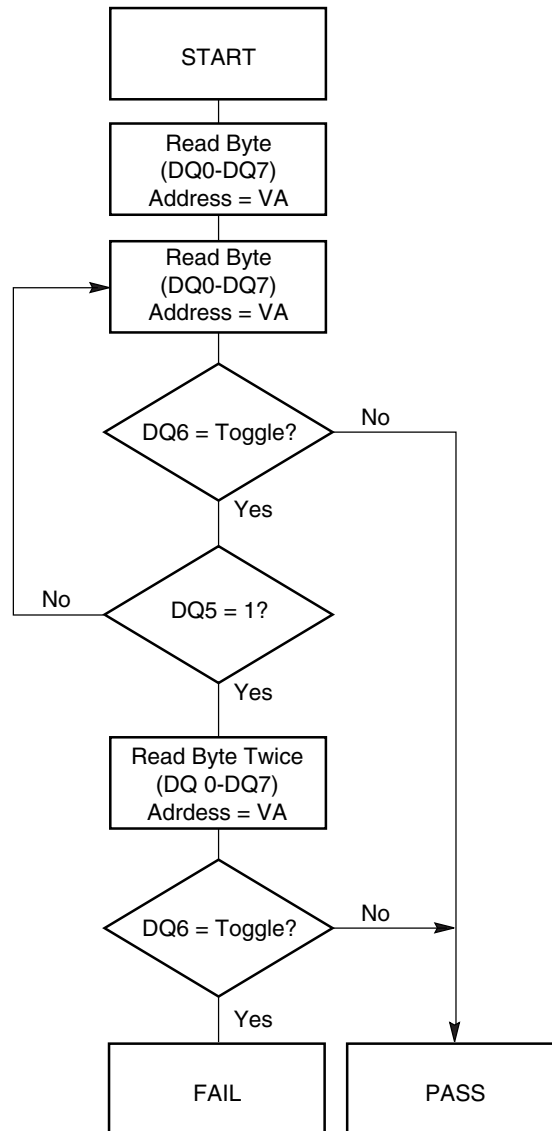 START
Read Byte
(DQ0-DQ7)
Address = VA
Read Byte
(DQ0-DQ7)
Address = VA
DQ6 = Toggle?
No
Yes
No
DQ5 = 1?
Yes
Read Byte Twice
(DQ 0-DQ7)
Adrdess = VA
DQ6 = Toggle?
No
Yes
FAIL
PASS